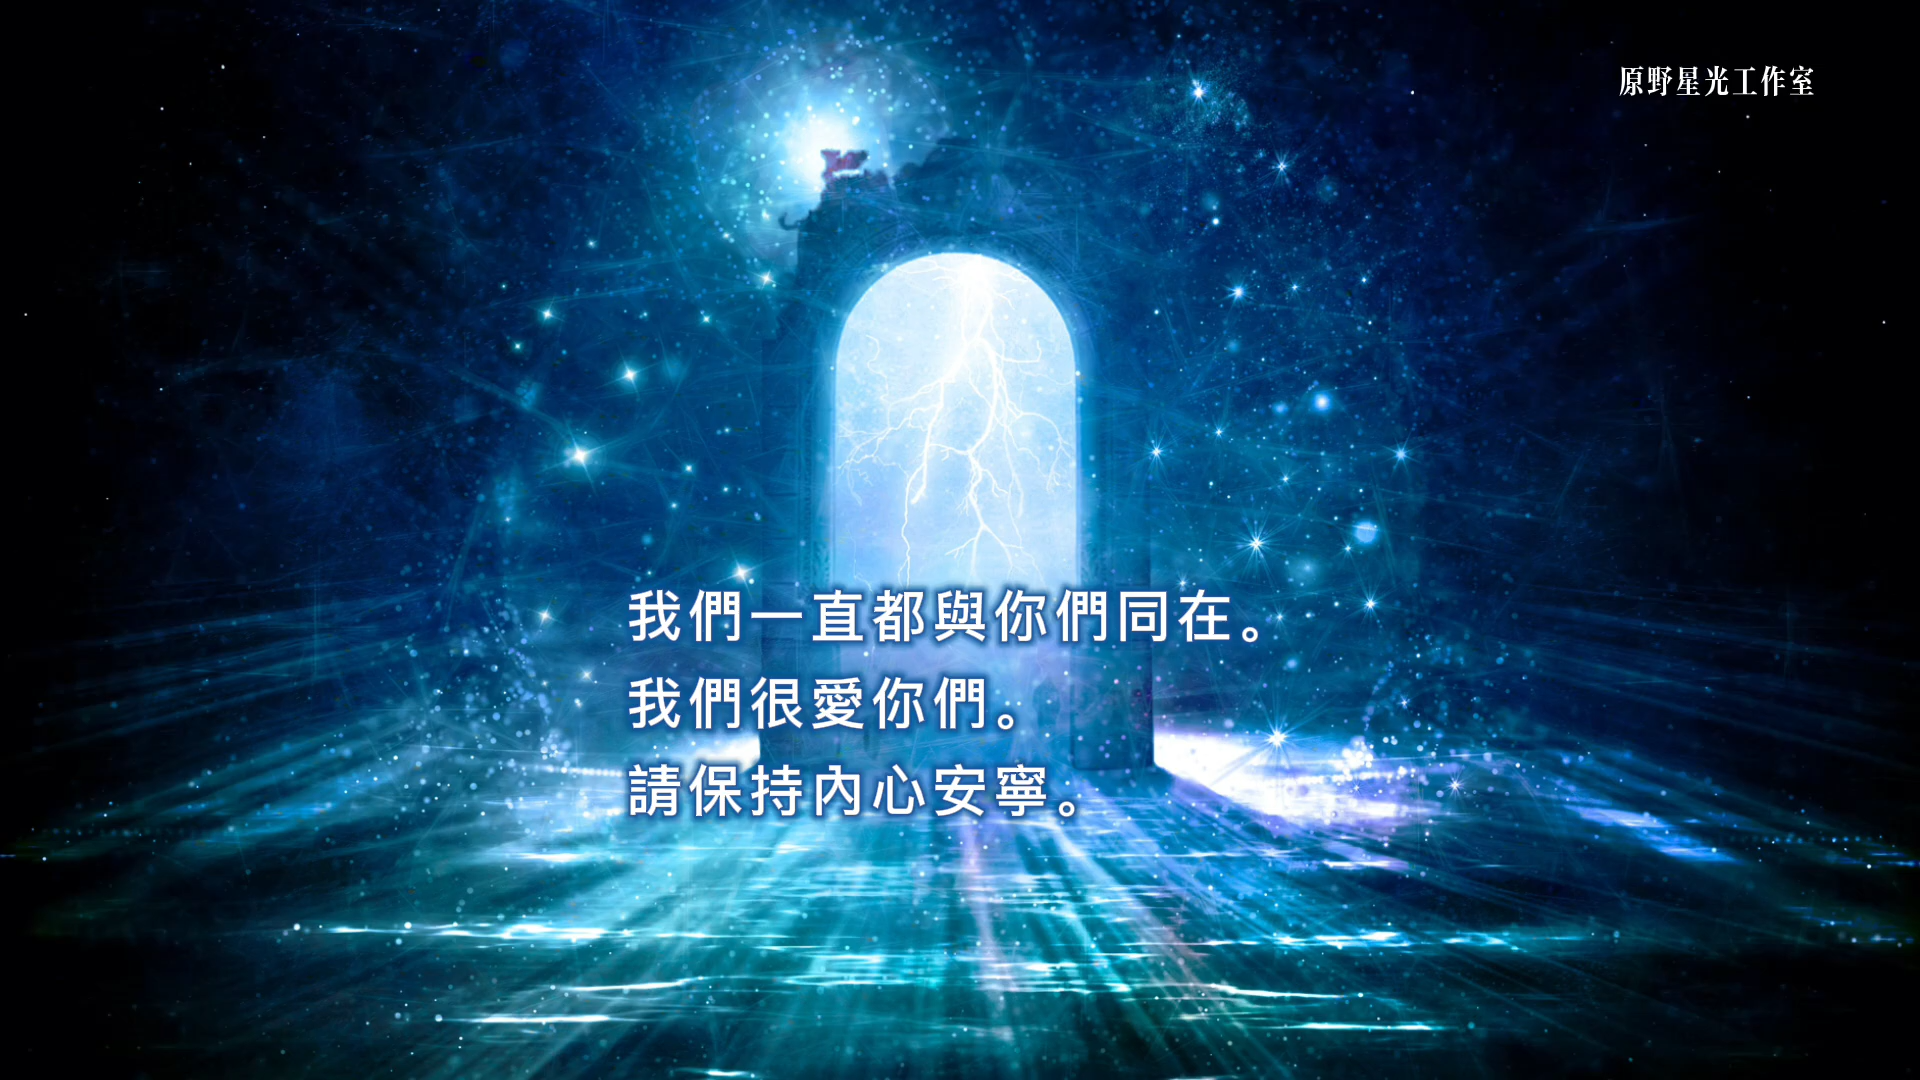 原野星光工作室
我們一直都與你們同在。
我們很愛你們。
請保持內心安寧。